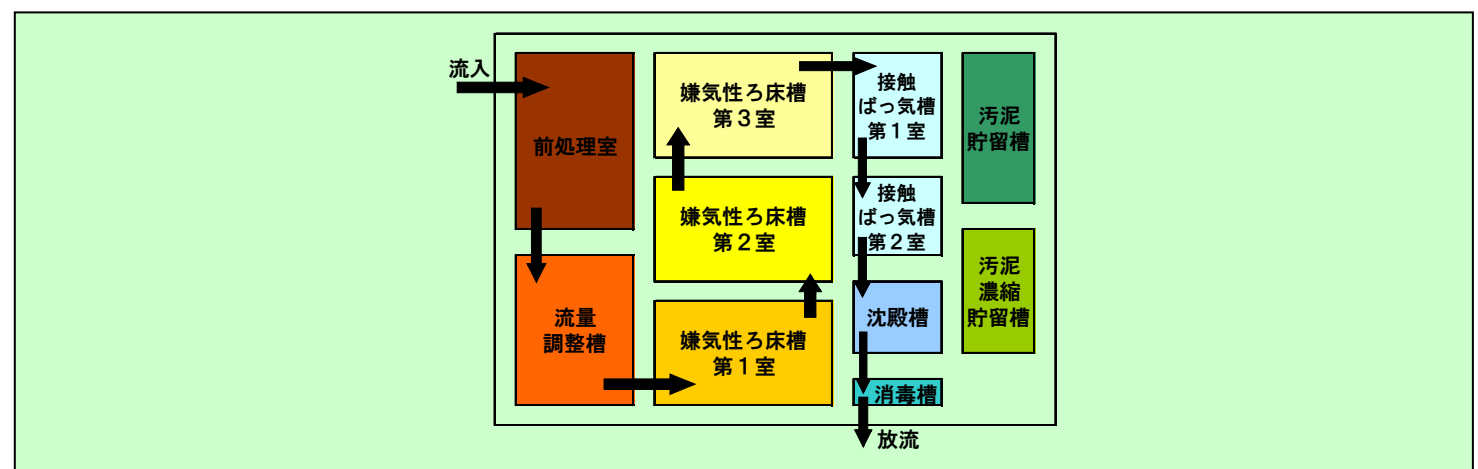 流入
前処理室
流量
調整槽
嫌気性ろ床槽
第３室
嫌気性ろ床槽
第２室
嫌気性ろ床槽
第１室
接触
ばっ気槽
第１室
接触
ばっ気槽
第２室
沈殿槽
消毒槽
放流
汚泥
貯留槽
汚泥
濃縮
貯留槽